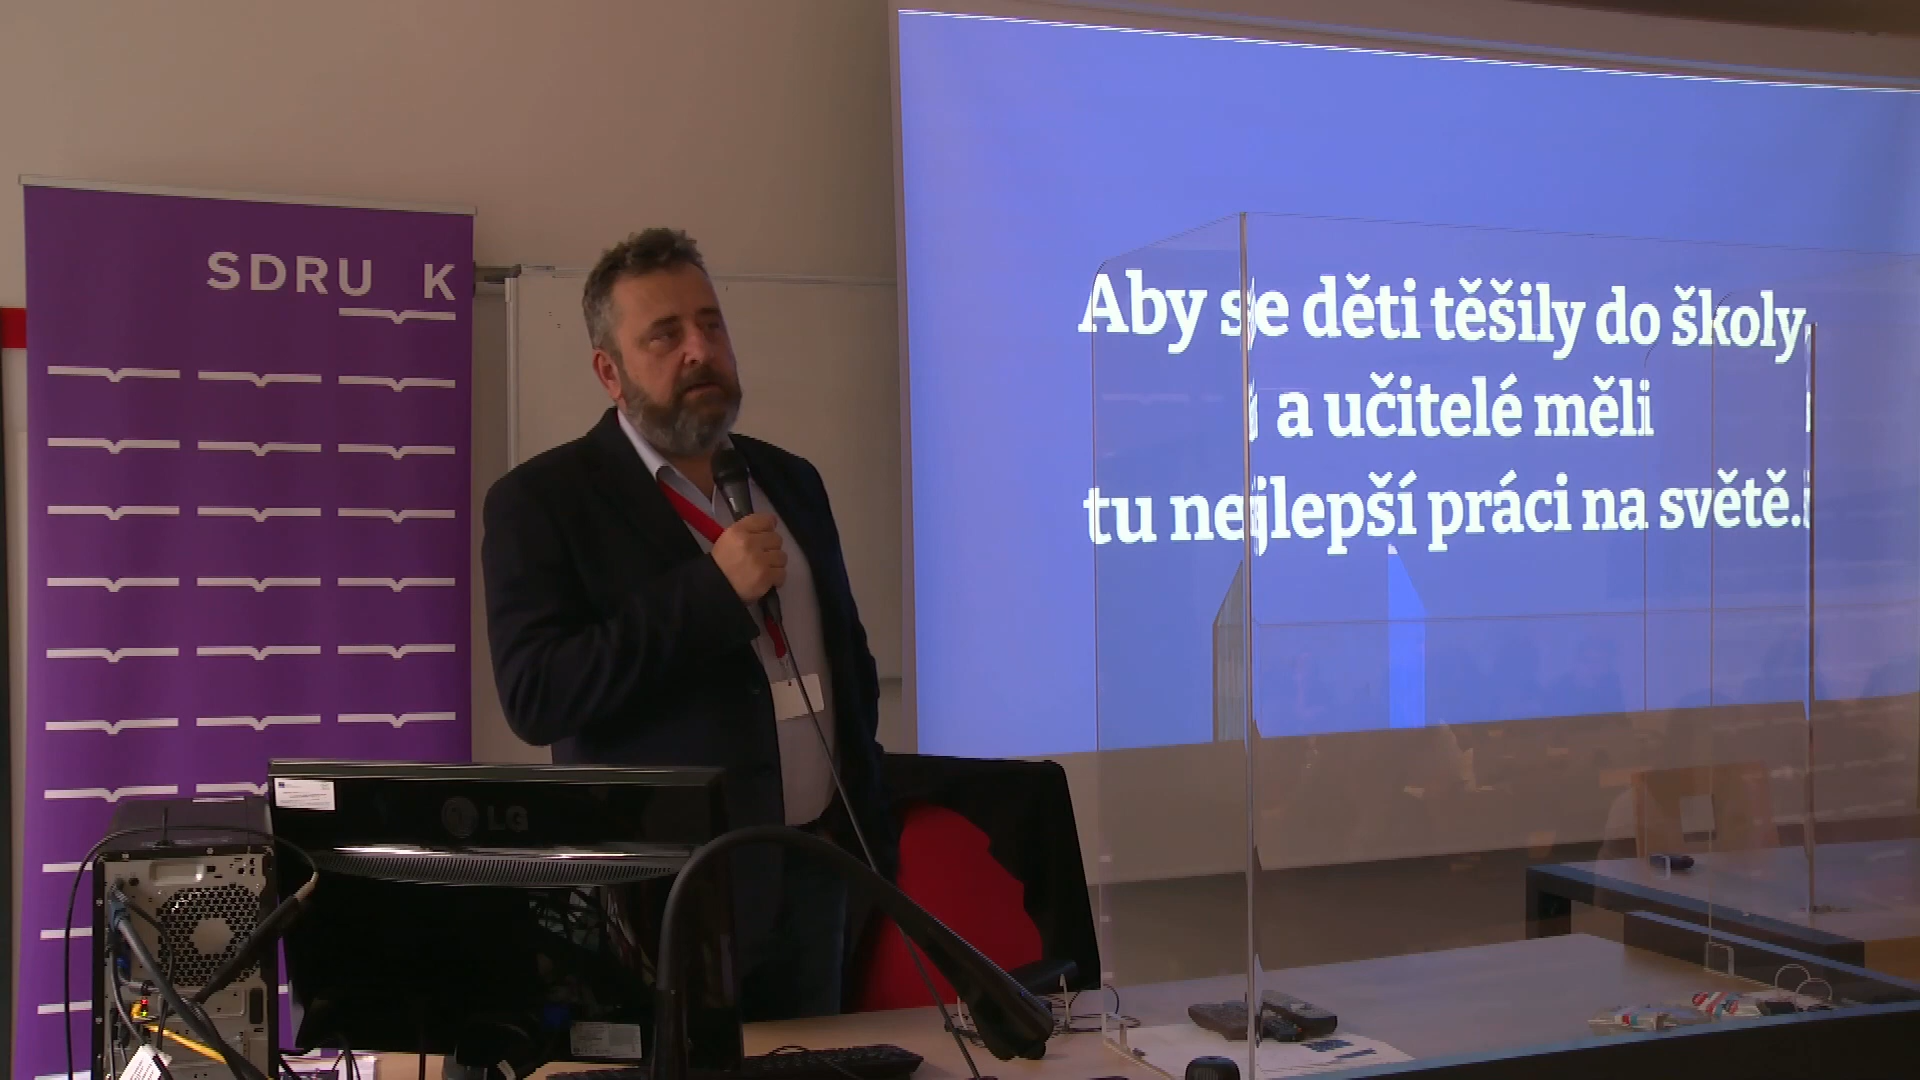 SDRU K
Aby se děti těšily do školy,
a učitelé měli
tu nejlepší práci na světě.
LG